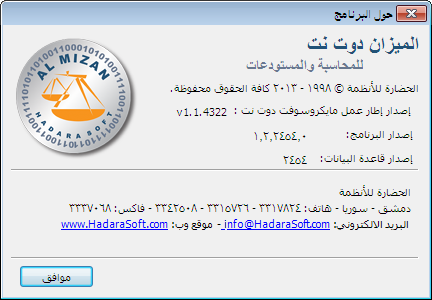 حول البرنامج
الميزان دوت نت
للمحاسبة والمستودعات
AL MIZAN
HADARA SOFT
الحضارة للأنظمة © ١٩٩٨ - ٢٠١٣ كافة الحقوق محفوظة.
إصدار إطار عمل مايكروسوفت دوت نت : v1.1.4322
إصدار البرنامج: ١,٢,٢٤٥٤,٠
إصدار قاعدة البيانات: ٢٤٥٤
الحضارة للأنظمة
دمشق - سوريا - هاتف: ٣٣١٧٨٢٤ - ٣٣١٥٧٢٦ - ٣٣٤٢٥٠٨ - فاكس: ٣٣٣٧٠٦٨
البريد الالكتروني: info@HadaraSoft.com - موقع وب: www.HadaraSoft.com
موافق